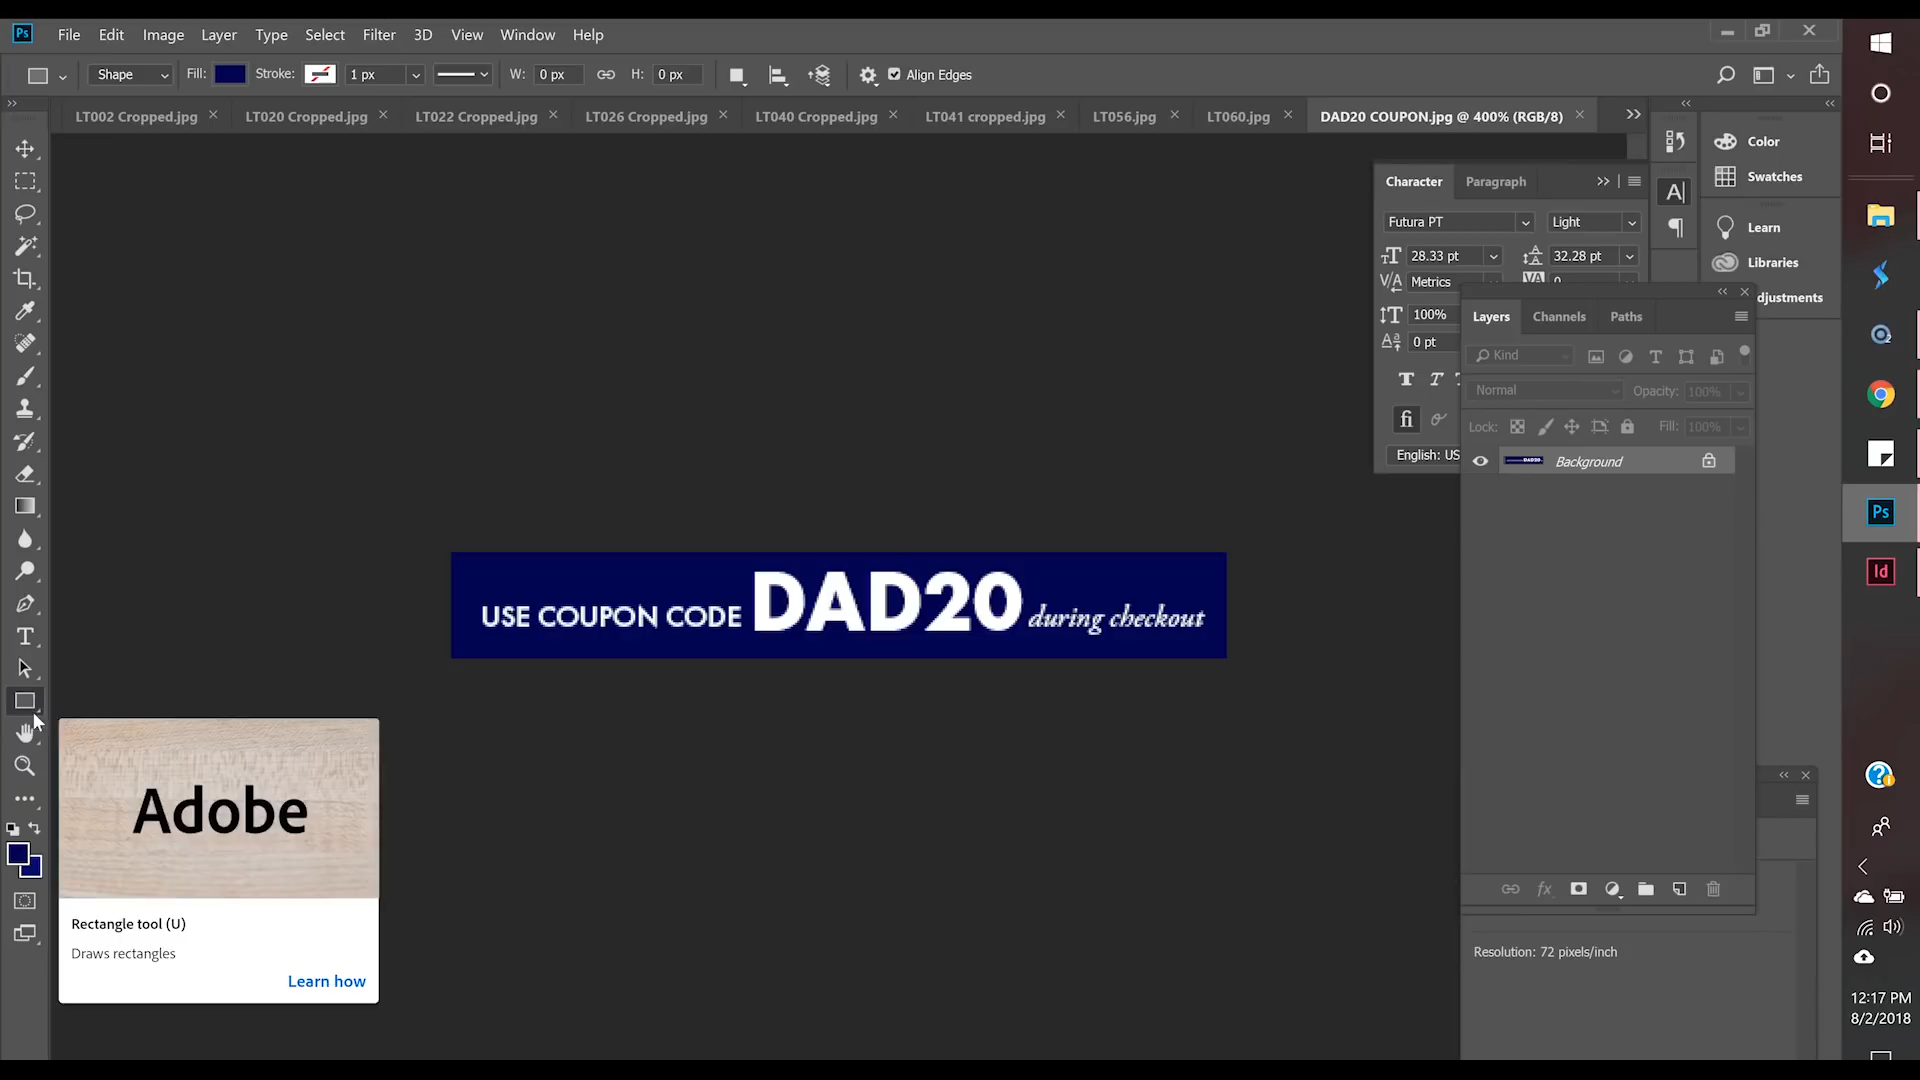 Ps File Edit Image Layer Type Select Filter 3D View Window Help
Shape Fill: Stroke: 1 px W: 0 px H: 0 px Align Edges
LT002 Cropped.jpg LT020 Cropped.jpg LT022 Cropped.jpg LT026 Cropped.jpg LT040 Cropped.jpg LT041 cropped.jpg LT056.jpg LT060.jpg DAD20 COUPON.jpg @ 400% (RGB/8)
Color
Swatches
Learn
Libraries
djustments
Character Paragraph
Futura PT Light
28.33 pt 32.28 pt
Metrics 0
100%
0 pt
English: US
Layers Channels Paths
Kind
Normal Opacity: 100%
Lock: Fill: 100%
DAD20 Background
USE COUPON CODE DAD20 during checkout
Adobe
Rectangle tool (U)
Draws rectangles
Learn how
Resolution: 72 pixels/inch
Ps
Id
12:17 PM
8/2/2018